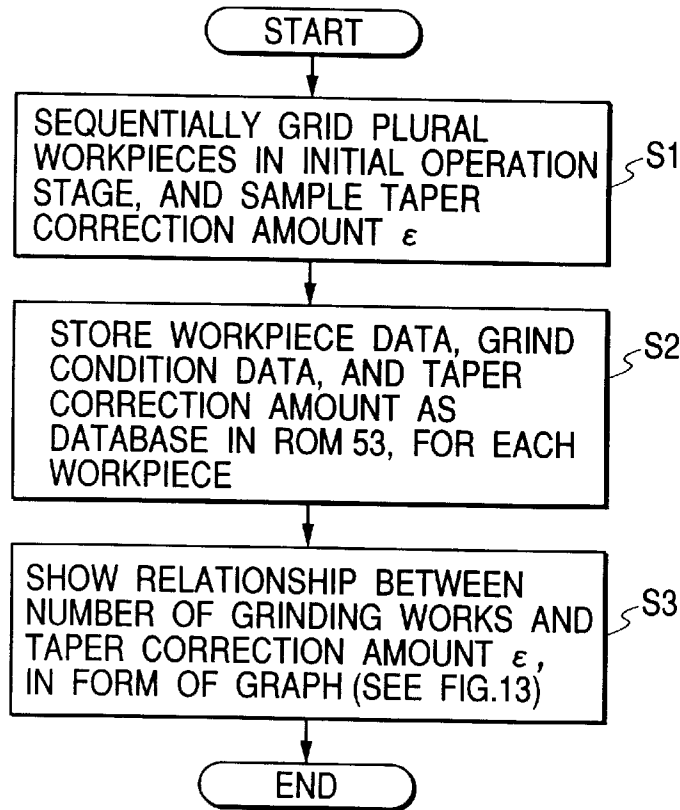 START
SEQUENTIALLY GRID PLURAL
WORKPIECES IN INITIAL OPERATION
STAGE, AND SAMPLE TAPER
CORRECTION AMOUNT ε
S1
STORE WORKPIECE DATA, GRIND
CONDITION DATA, AND TAPER
CORRECTION AMOUNT AS
DATABASE IN ROM 53, FOR EACH
WORKPIECE
S2
SHOW RELATIONSHIP BETWEEN
NUMBER OF GRINDING WORKS AND
TAPER CORRECTION AMOUNT ε,
IN FORM OF GRAPH (SEE FIG.13)
S3
END